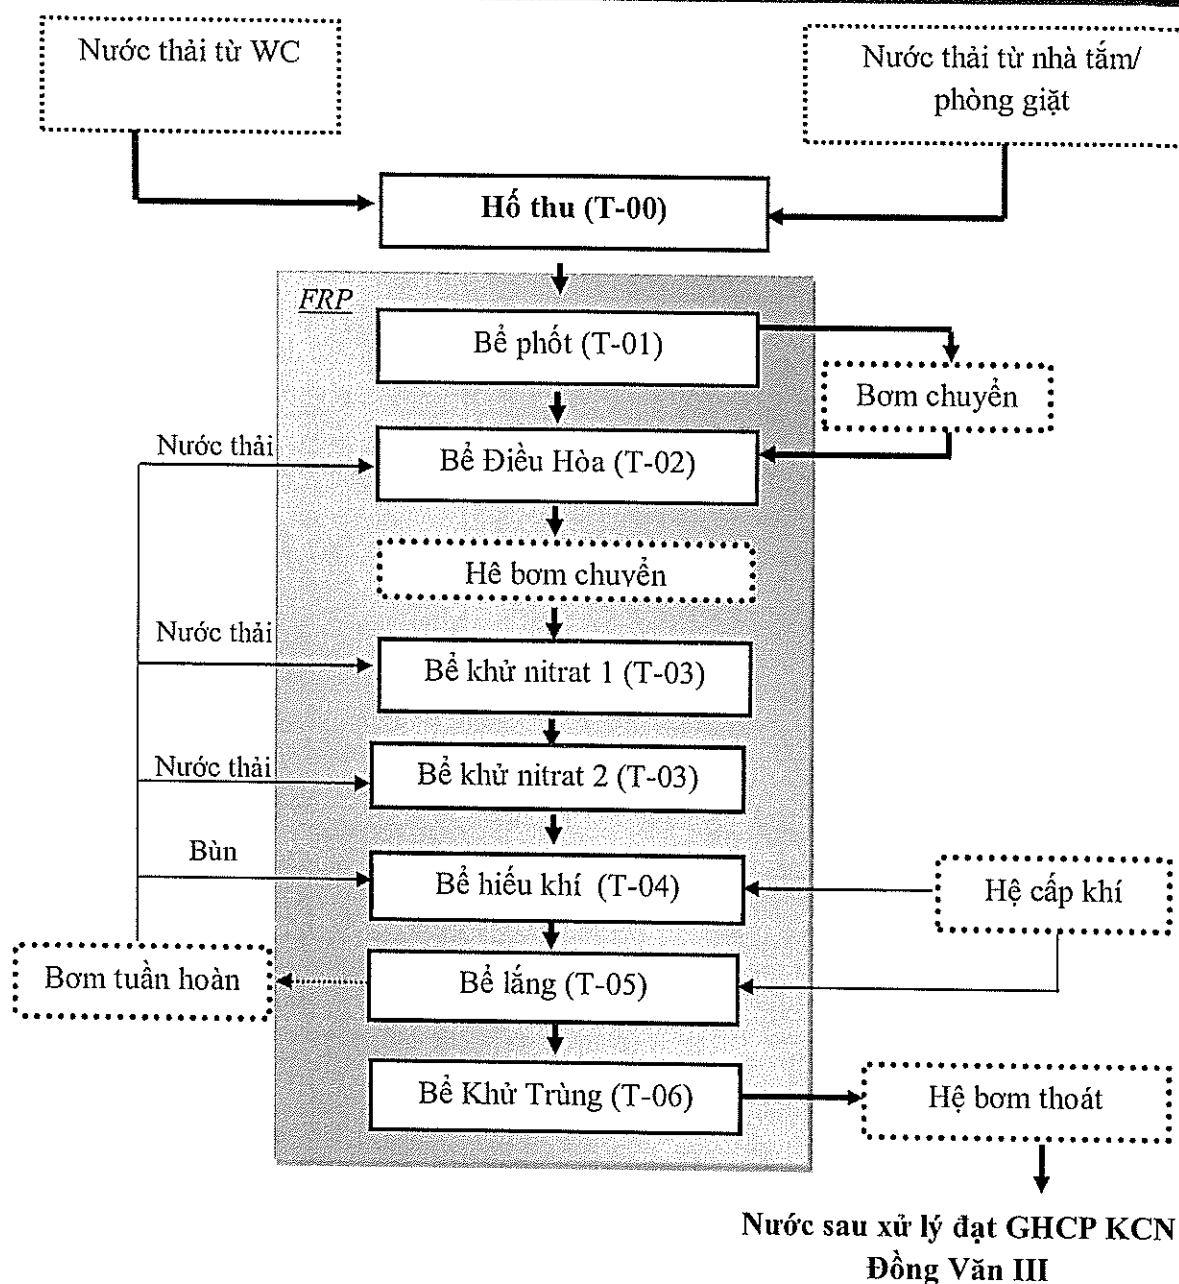 Nước thải từ WC
Nước thải từ nhà tắm/
phòng giặt
Hố thu (T-00)
FRP
Bể phốt (T-01)
Bơm chuyển
Nước thải
Bể Điều Hòa (T-02)
Hê bơm chuyển
Nước thải
Bể khử nitrat 1 (T-03)
Nước thải
Bể khử nitrat 2 (T-03)
Bùn
Bể hiếu khí (T-04)
Hệ cấp khí
Bơm tuần hoàn
Bể lắng (T-05)
Bể Khử Trùng (T-06)
Hệ bơm thoát
Nước sau xử lý đạt GHCP KCN
Đồng Văn III